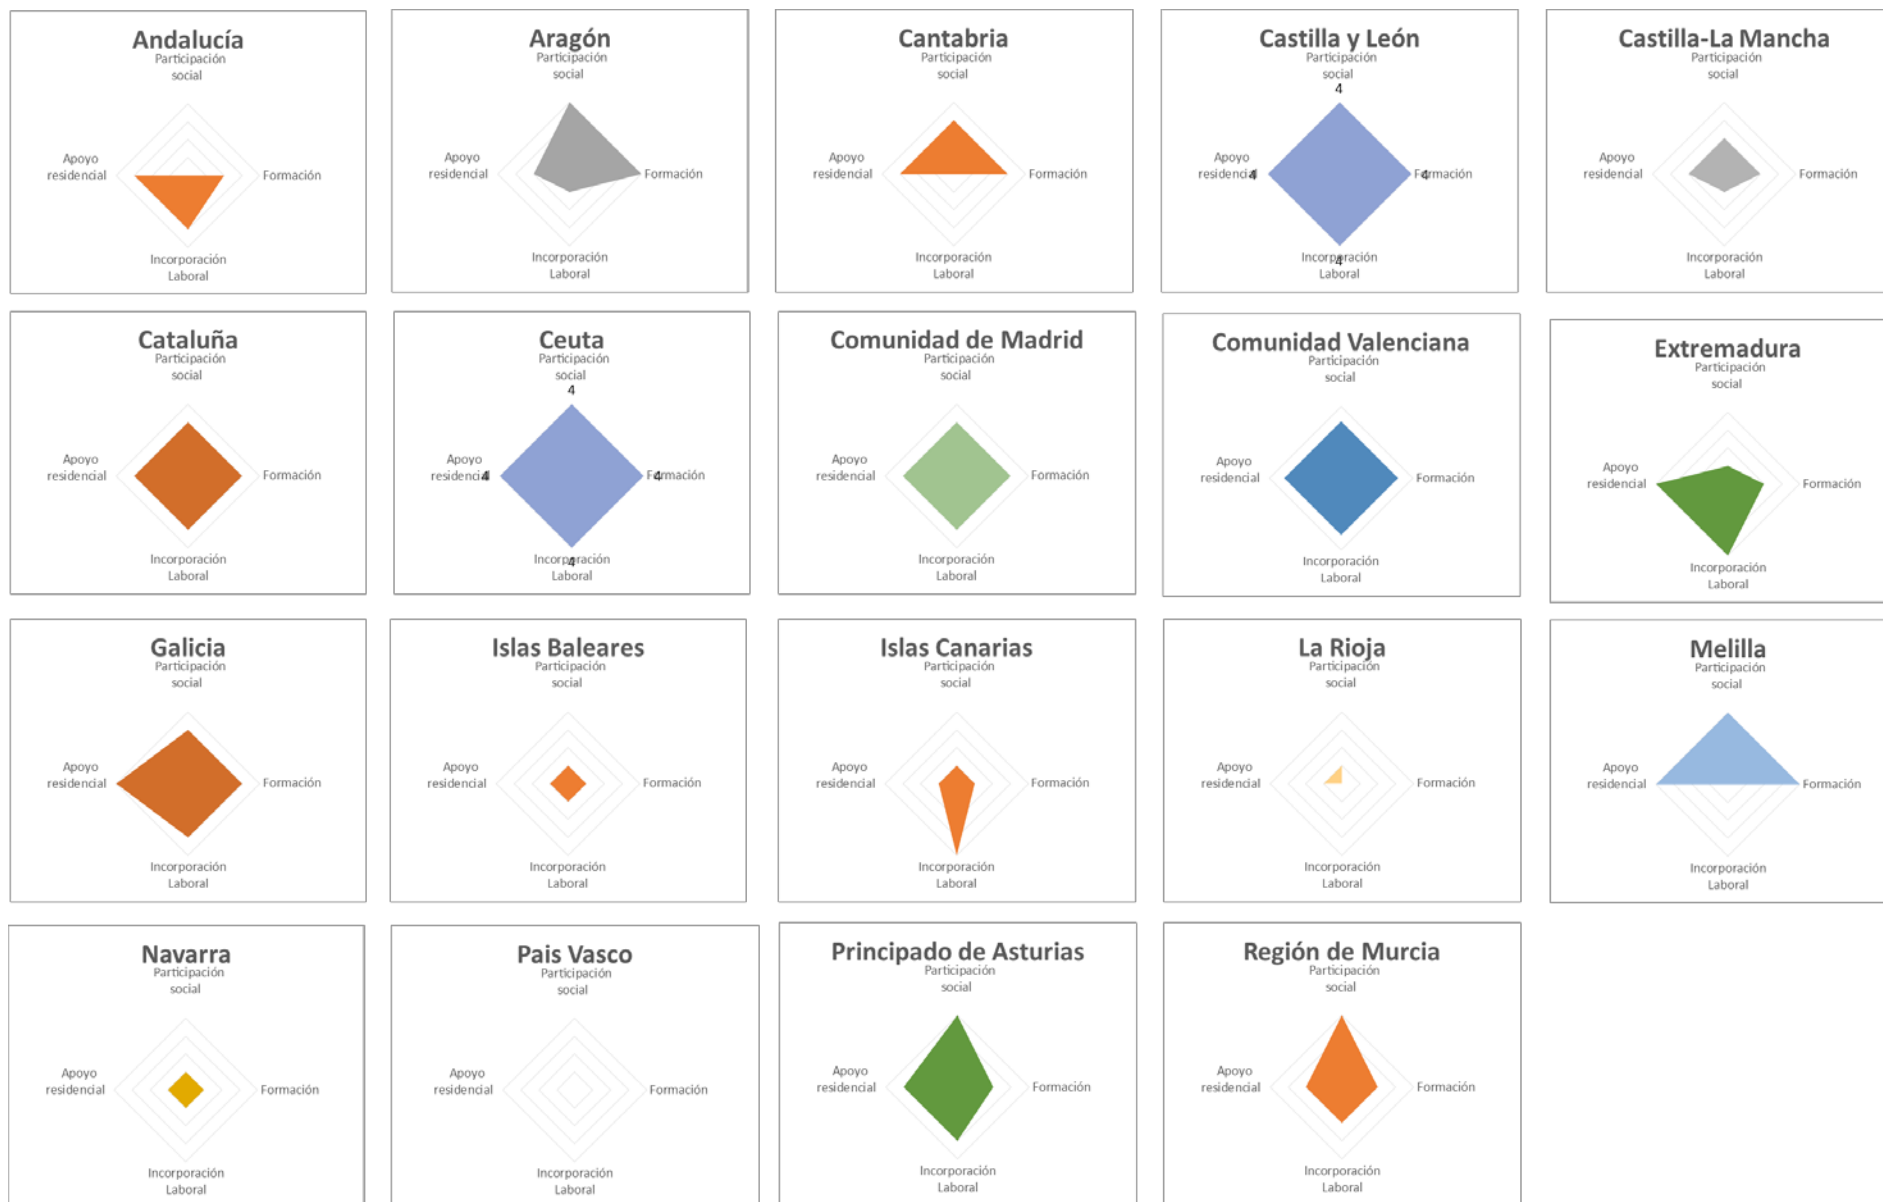 Andalucía
Participación
social
Apoyo
residencial
Formación
Incorporación
Laboral
Aragón
Participación
social
Apoyo
residencial
Formación
Incorporación
Laboral
Cantabria
Participación
social
Apoyo
residencial
Formación
Incorporación
Laboral
Castilla y León
Participación
social
4
Apoyo
residencial
4
4
Formación
Incorporación
4
Laboral
Castilla-La Mancha
Participación
social
Apoyo
residencial
Formación
Incorporación
Laboral
Cataluña
Participación
social
Apoyo
residencial
Formación
Incorporación
Laboral
Ceuta
Participación
social
4
Apoyo
residencial
4
4
Formación
Incorporación
4
Laboral
Comunidad de Madrid
Participación
social
Apoyo
residencial
Formación
Incorporación
Laboral
Comunidad Valenciana
Participación
social
Apoyo
residencial
Formación
Incorporación
Laboral
Extremadura
Participación
social
Apoyo
residencial
Formación
Incorporación
Laboral
Galicia
Participación
social
Apoyo
residencial
Formación
Incorporación
Laboral
Islas Baleares
Participación
social
Apoyo
residencial
Formación
Incorporación
Laboral
Islas Canarias
Participación
social
Apoyo
residencial
Formación
Incorporación
Laboral
La Rioja
Participación
social
Apoyo
residencial
Formación
Incorporación
Laboral
Melilla
Participación
social
Apoyo
residencial
Formación
Incorporación
Laboral
Navarra
Participación
social
Apoyo
residencial
Formación
Incorporación
Laboral
Pais Vasco
Participación
social
Apoyo
residencial
Formación
Incorporación
Laboral
Principado de Asturias
Participación
social
Apoyo
residencial
Formación
Incorporación
Laboral
Región de Murcia
Participación
social
Apoyo
residencial
Formación
Incorporación
Laboral